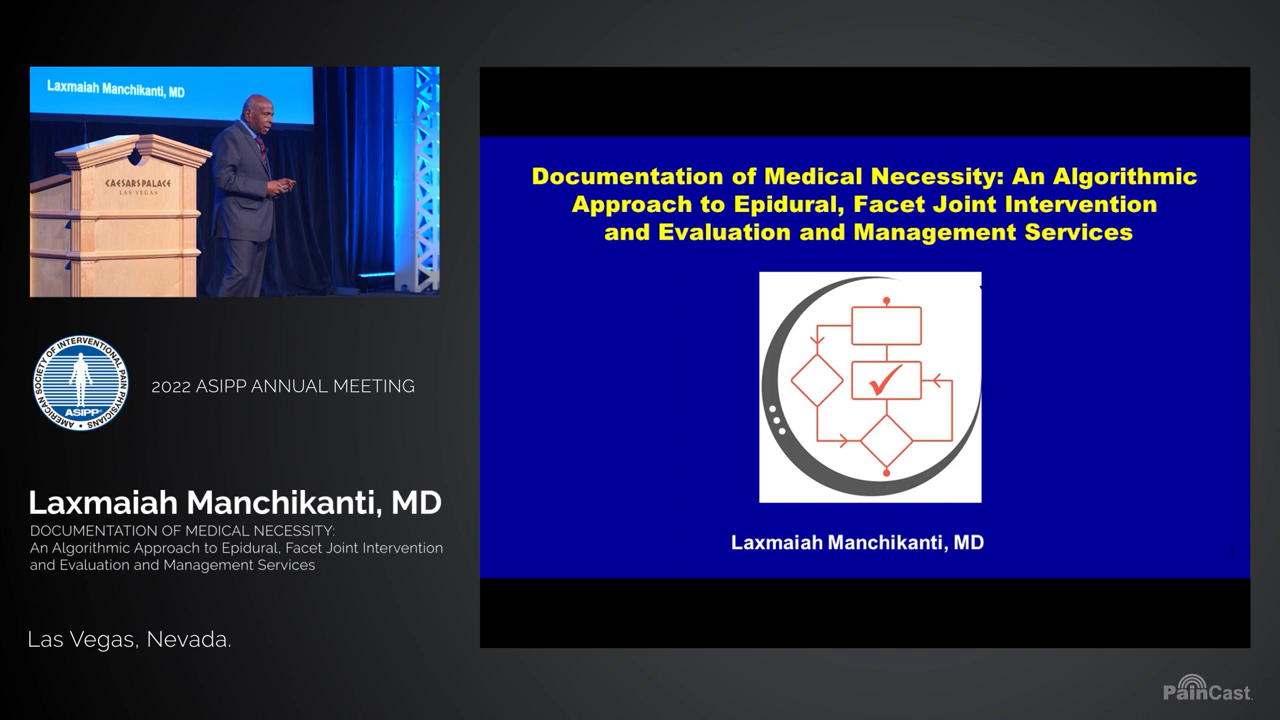 Laxmaiah Manchikanti, MD
CAESARS PALACE
LAS VEGAS
AMERICAN SOCIETY OF INTERVENTIONAL PAIN PHYSICIANS
ASIPP®
2022 ASIPP ANNUAL MEETING
Laxmaiah Manchikanti, MD
DOCUMENTATION OF MEDICAL NECESSITY:
An Algorithmic Approach to Epidural, Facet Joint Intervention
and Evaluation and Management Services
Las Vegas, Nevada.
Documentation of Medical Necessity: An Algorithmic
Approach to Epidural, Facet Joint Intervention
and Evaluation and Management Services
Laxmaiah Manchikanti, MD
PainCast